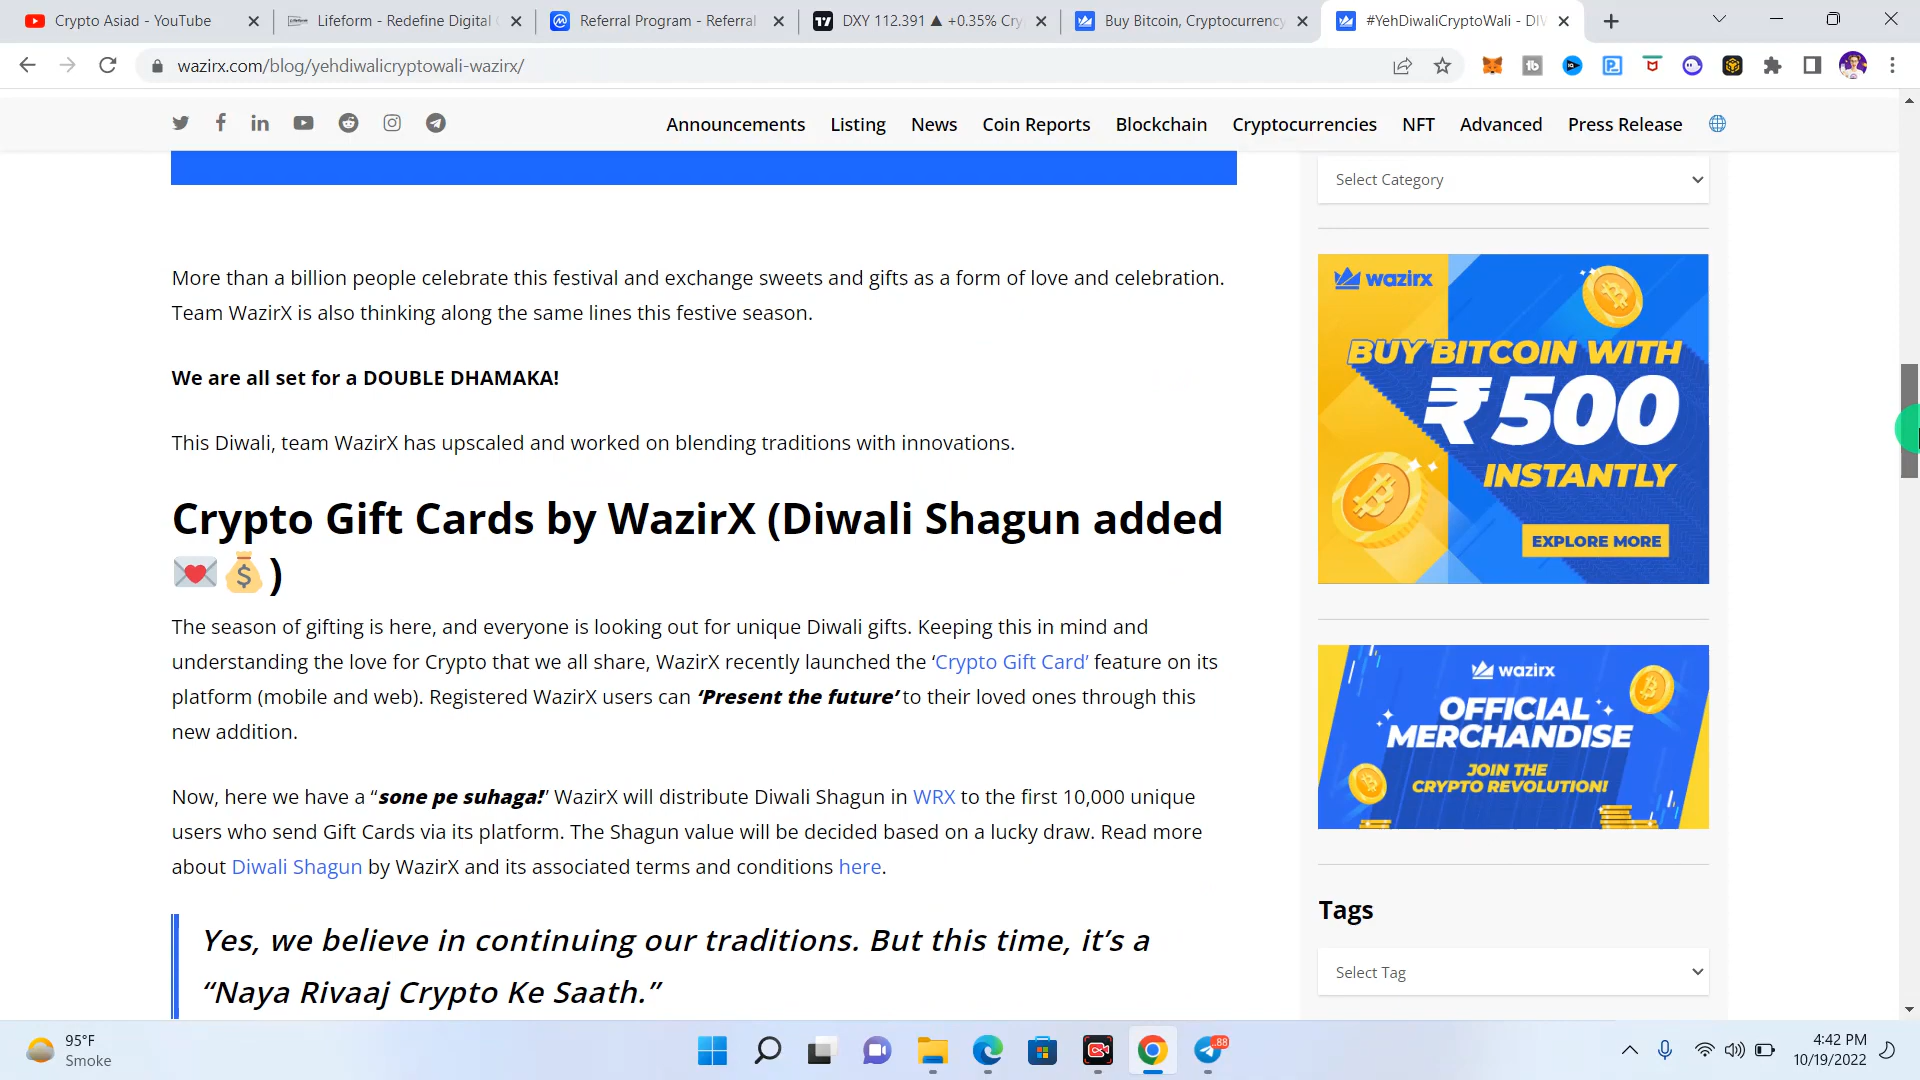 Crypto Asiad - YouTube
Lifeform - Redefine Digital
Referral Program - Referral
DXY 112.391 ▲ +0.35% Cry
Buy Bitcoin, Cryptocurrency
#YehDiwaliCryptoWali - DIW
wazirx.com/blog/yehdiwalicryptowali-wazirx/
Announcements Listing News Coin Reports Blockchain Cryptocurrencies NFT Advanced Press Release
Select Category
More than a billion people celebrate this festival and exchange sweets and gifts as a form of love and celebration.
Team WazirX is also thinking along the same lines this festive season.
We are all set for a DOUBLE DHAMAKA!
This Diwali, team WazirX has upscaled and worked on blending traditions with innovations.
Crypto Gift Cards by WazirX (Diwali Shagun added
💌💰)
The season of gifting is here, and everyone is looking out for unique Diwali gifts. Keeping this in mind and
understanding the love for Crypto that we all share, WazirX recently launched the ‘Crypto Gift Card’ feature on its
platform (mobile and web). Registered WazirX users can ‘Present the future’ to their loved ones through this
new addition.
Now, here we have a “sone pe suhaga!’ WazirX will distribute Diwali Shagun in WRX to the first 10,000 unique
users who send Gift Cards via its platform. The Shagun value will be decided based on a lucky draw. Read more
about Diwali Shagun by WazirX and its associated terms and conditions here.
Yes, we believe in continuing our traditions. But this time, it’s a
“Naya Rivaaj Crypto Ke Saath.”
wazirx
BUY BITCOIN WITH
₹500
INSTANTLY
EXPLORE MORE
wazirx
OFFICIAL
MERCHANDISE
JOIN THE
CRYPTO REVOLUTION!
Tags
Select Tag
95°F
Smoke
88
4:42 PM
10/19/2022